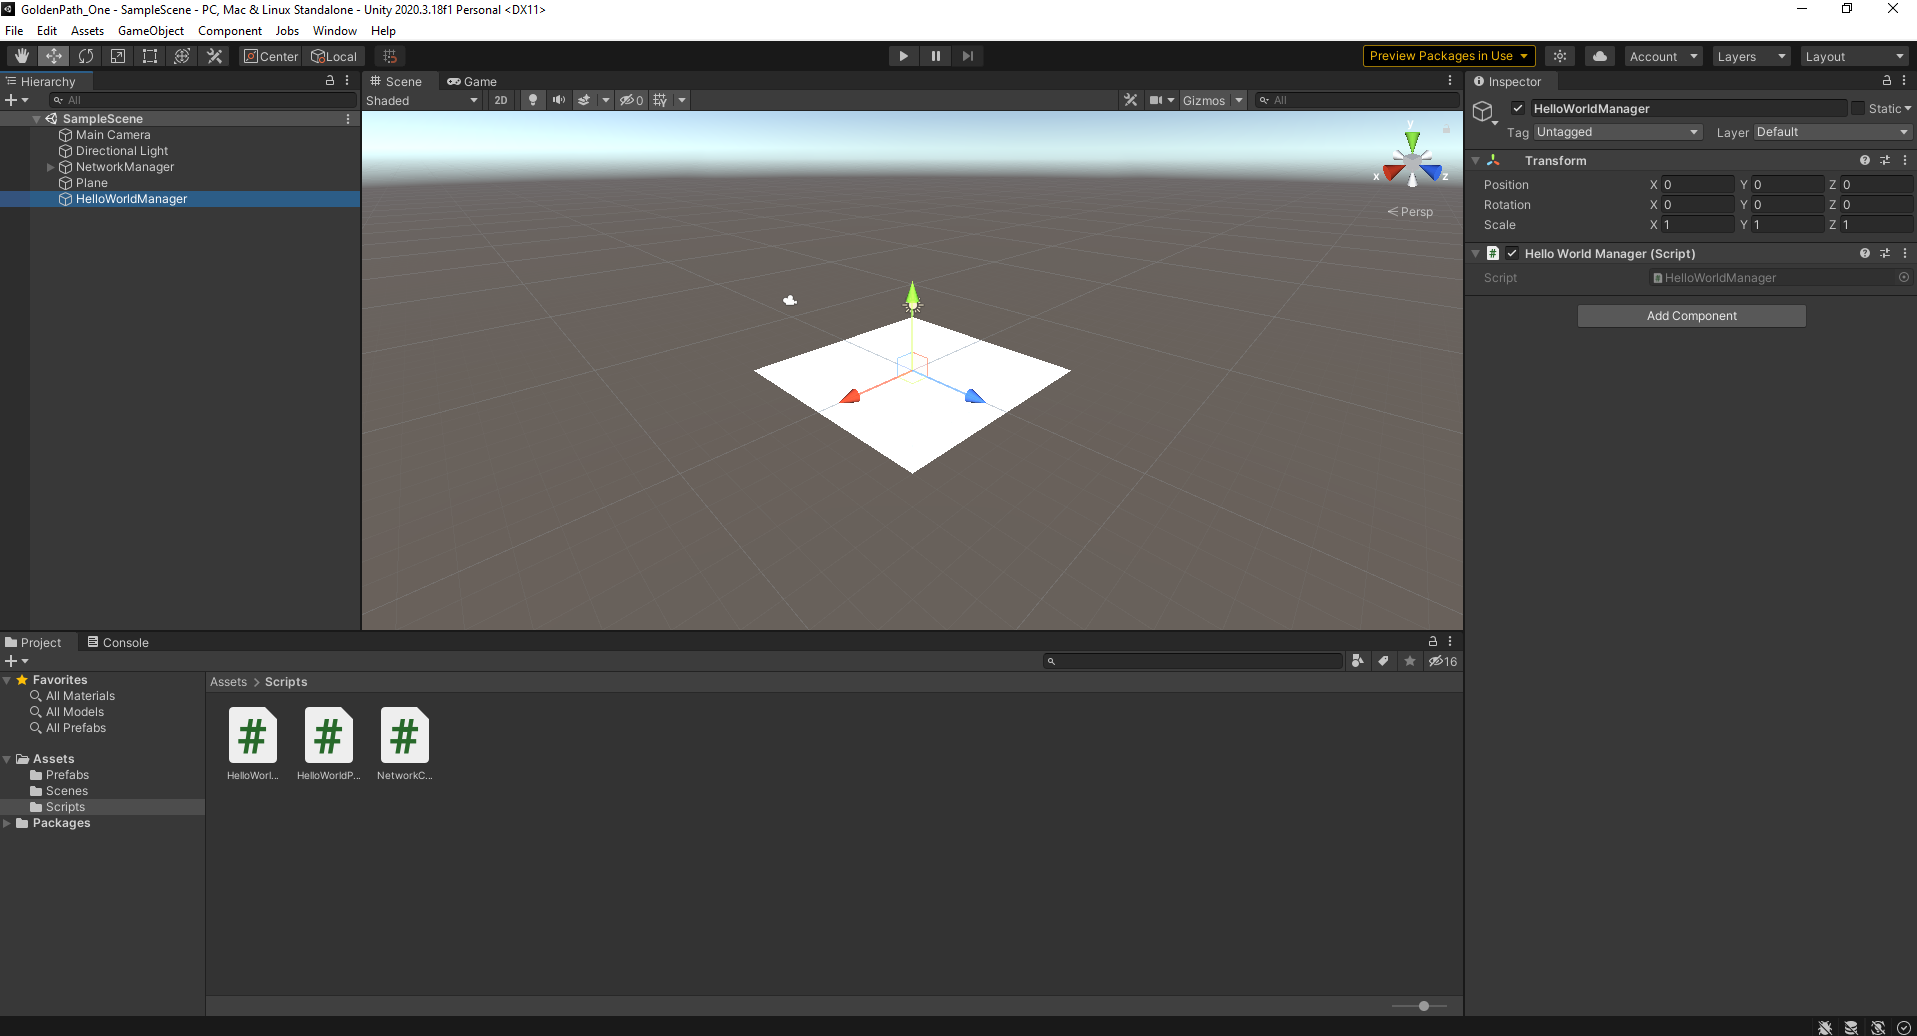 GoldenPath_One - SampleScene - PC, Mac & Linux Standalone - Unity 2020.3.18f1 Personal <DX11>
File Edit Assets GameObject Component Jobs Window Help
Center Local Preview Packages in Use Account Layers Layout
Hierarchy
All
SampleScene
Main Camera
Directional Light
NetworkManager
Plane
HelloWorldManager
Scene Game
Shaded 2D 0 Gizmos All
y
x z
Persp
Inspector
HelloWorldManager Static
Tag Untagged Layer Default
Transform
Position X 0 Y 0 Z 0
Rotation X 0 Y 0 Z 0
Scale X 1 Y 1 Z 1
# Hello World Manager (Script)
Script HelloWorldManager
Add Component
Project Console
16
Favorites
All Materials
All Models
All Prefabs
Assets
Prefabs
Scenes
Scripts
Packages
Assets > Scripts
# # #
HelloWorl... HelloWorldP... NetworkC...